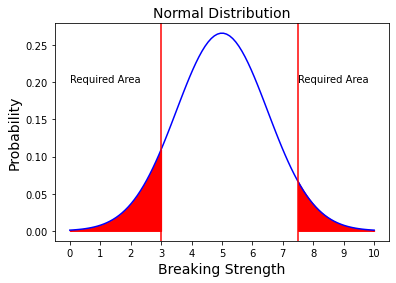 Normal Distribution
Required Area
Required Area
Probability
0.25
0.20
0.15
0.10
0.05
0.00
0 1 2 3 4 5 6 7 8 9 10
Breaking Strength